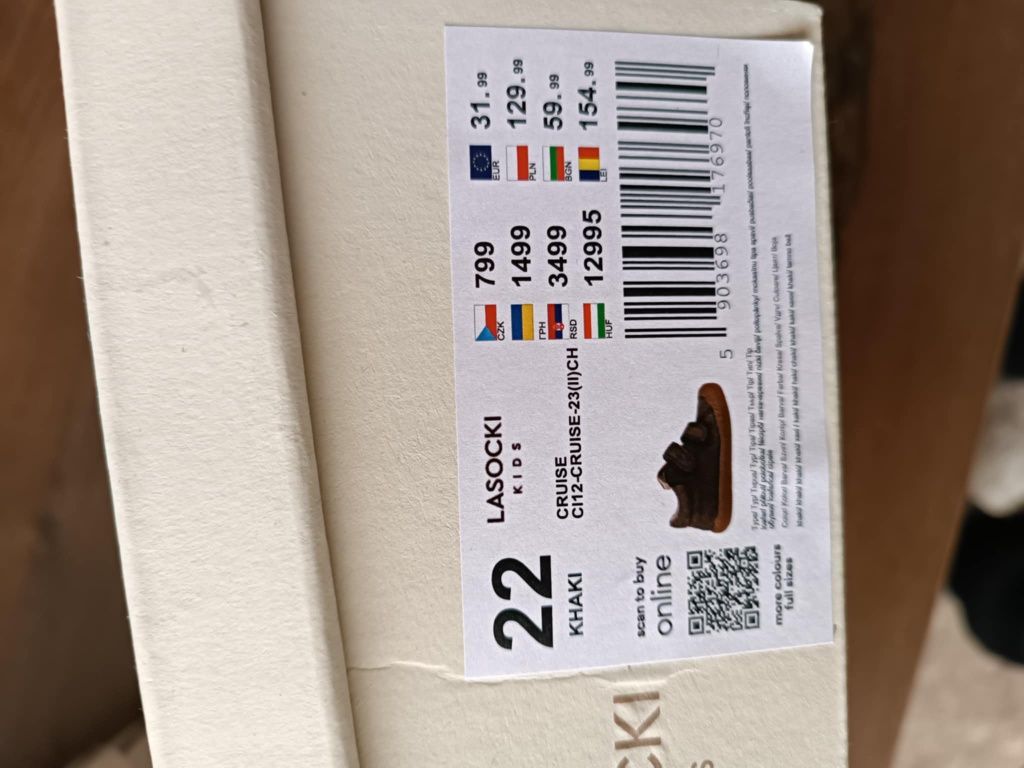 22
KHAKI
LASOCKI
KIDS
CRUISE
CI12-CRUISE-23(II)CH
CZK 799
ГРН 1499
RSD 3499
HUF 12995
EUR 31.99
PLN 129.99
BGN 59.99
LEI 154.99
scan to buy
online
more colours
full sizes
5 903698 176970
CKI
S